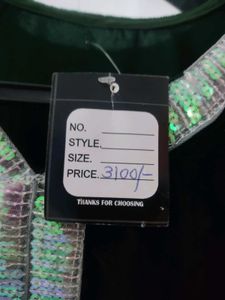 NO.
STYLE.
SIZE.
PRICE. 3100/-
THANKS FOR CHOOSING